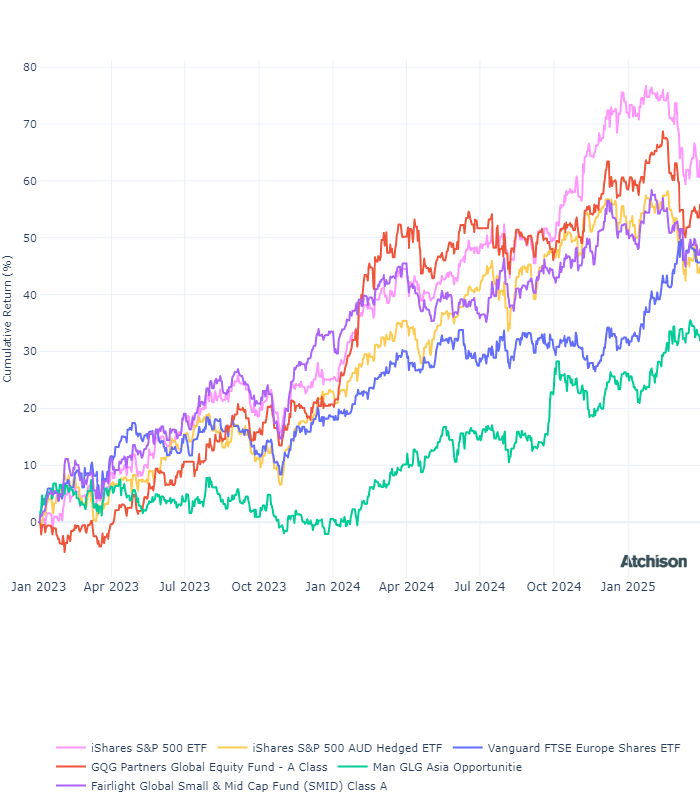 80
70
60
50
40
30
20
10
0
Cumulative Return (%)
Atchison
Jan 2023 Apr 2023 Jul 2023 Oct 2023 Jan 2024 Apr 2024 Jul 2024 Oct 2024 Jan 2025
iShares S&P 500 ETF iShares S&P 500 AUD Hedged ETF Vanguard FTSE Europe Shares ETF
GQG Partners Global Equity Fund - A Class Man GLG Asia Opportunitie
Fairlight Global Small & Mid Cap Fund (SMID) Class A